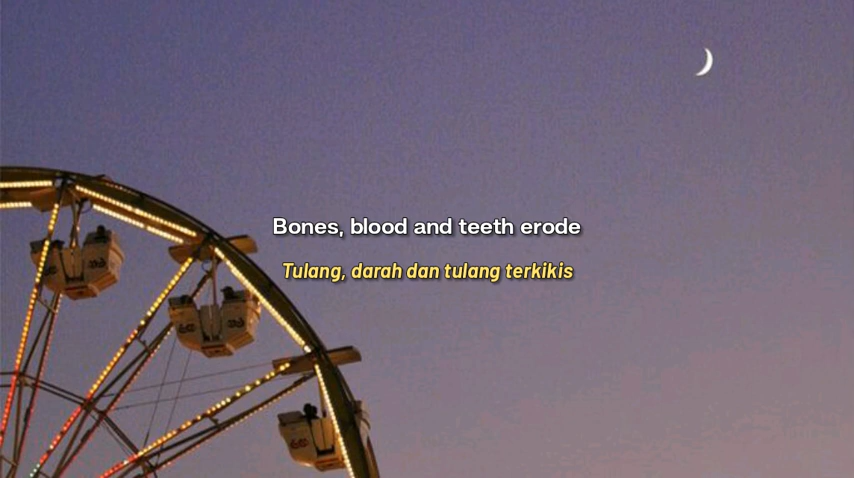 Bones, blood and teeth erode
Tulang, darah dan tulang terkikis